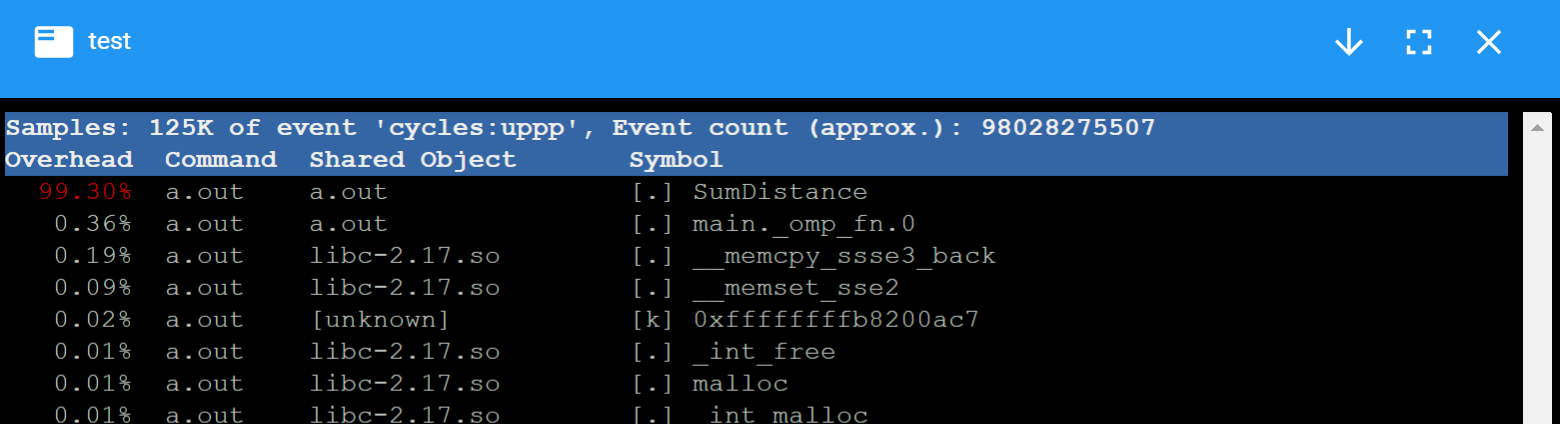 test
Samples: 125K of event 'cycles:uppp', Event count (approx.): 98028275507
Overhead  Command  Shared Object       Symbol
99.30%  a.out    a.out               [.] SumDistance
0.36%  a.out    a.out               [.] main._omp_fn.0
0.19%  a.out    libc-2.17.so        [.] __memcpy_ssse3_back
0.09%  a.out    libc-2.17.so        [.] __memset_sse2
0.02%  a.out    [unknown]           [k] 0xffffffffb8200ac7
0.01%  a.out    libc-2.17.so        [.] _int_free
0.01%  a.out    libc-2.17.so        [.] malloc
0.01%  a.out    libc-2.17.so        [.] _int_malloc